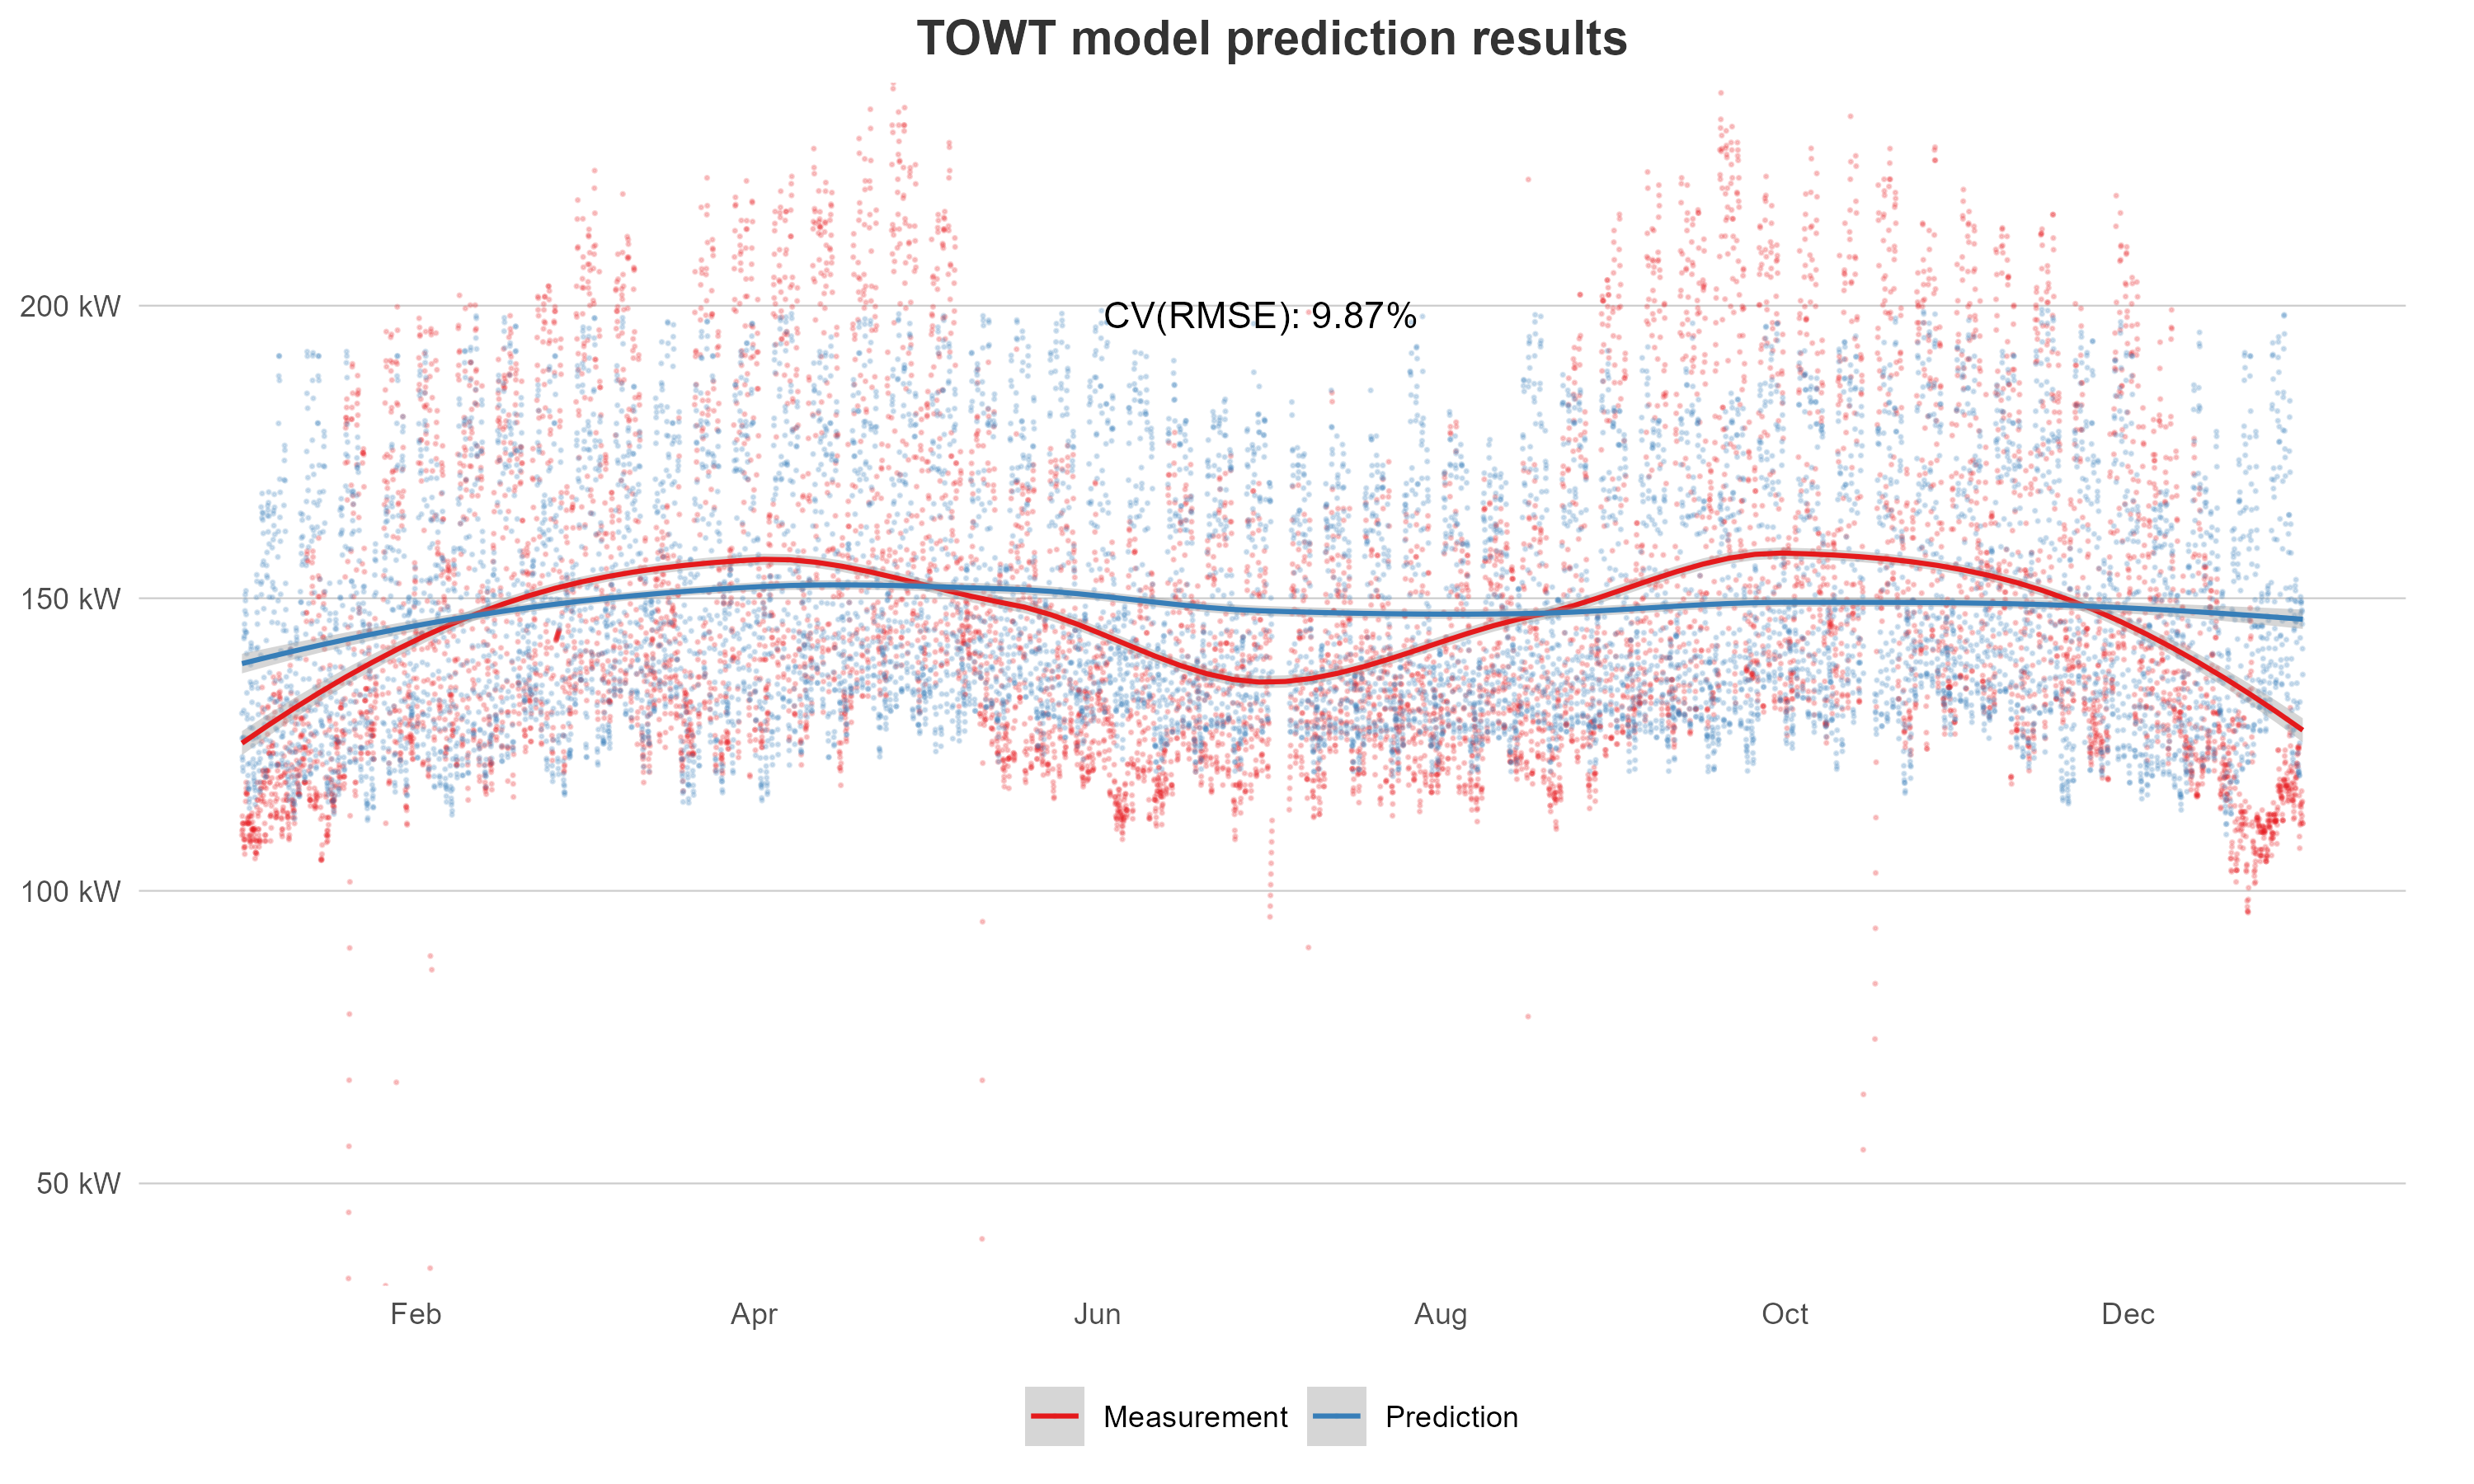 TOWT model prediction results
200 kW
CV(RMSE): 9.87%
150 kW
100 kW
50 kW
Feb Apr Jun Aug Oct Dec
Measurement Prediction